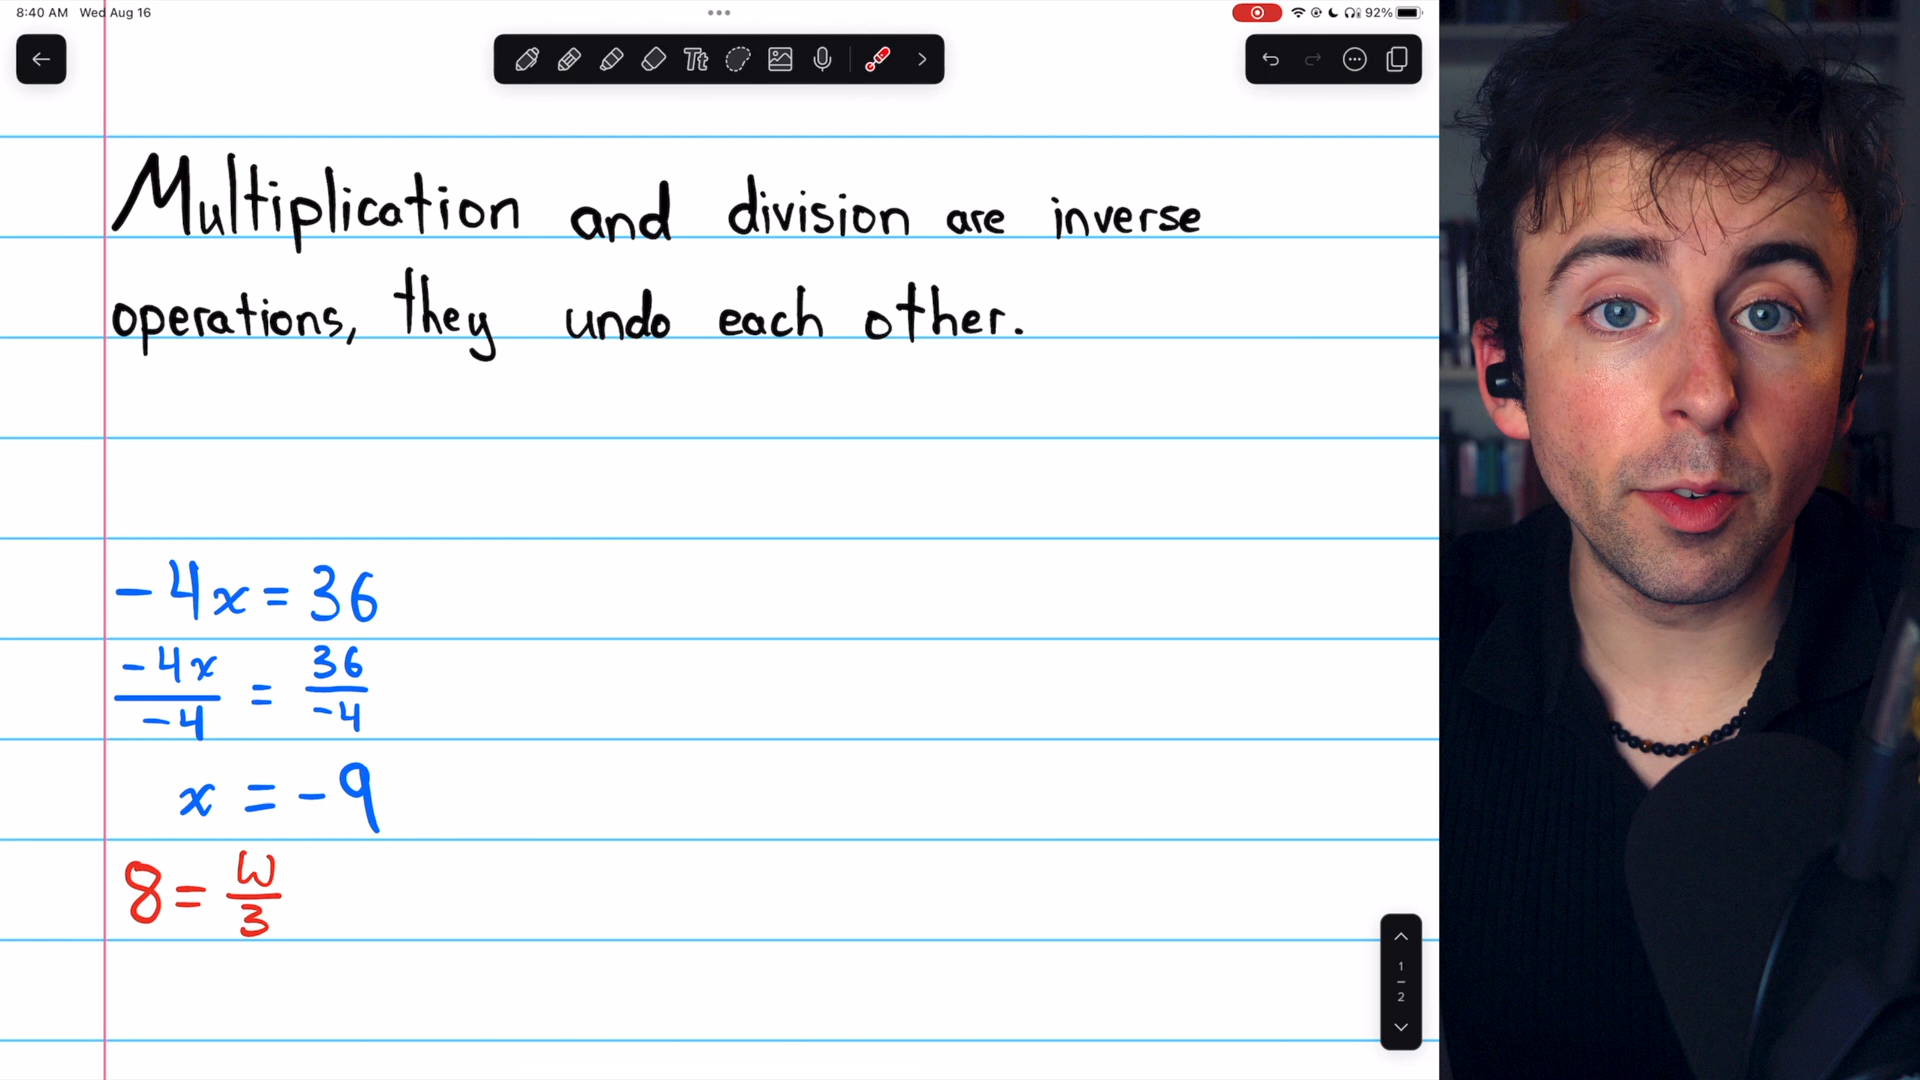 8:40 AM Wed Aug 16
92%
Tt
Multiplication and division are inverse
operations, they undo each other.
-4x = 36
-4x/-4 = 36/-4
x = -9
8 = w/3
1
2